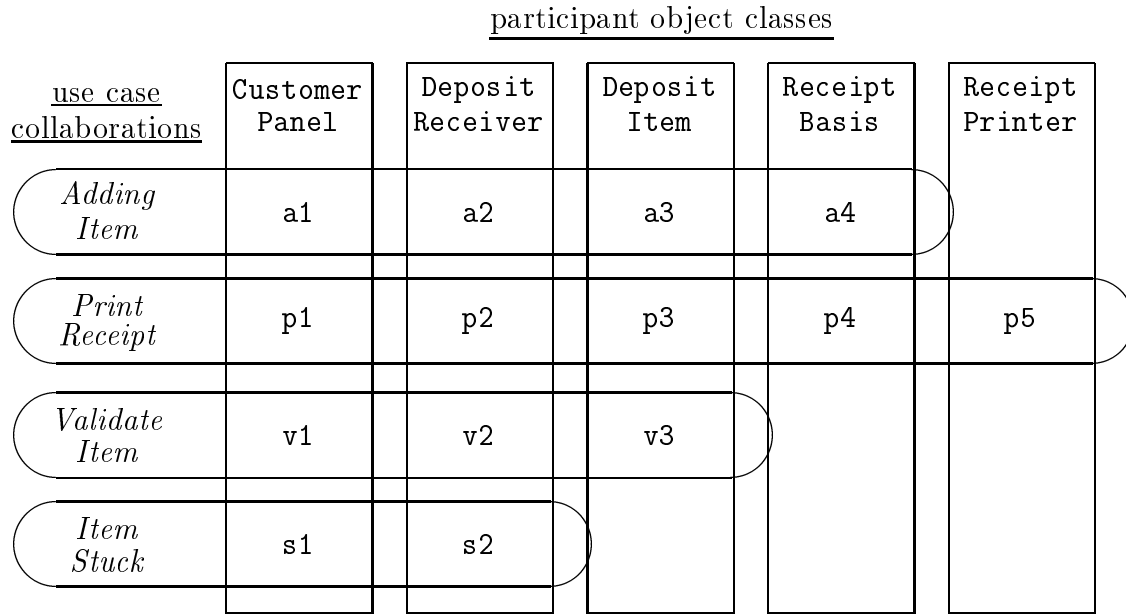 participant object classes
use case
collaborations
Customer
Panel
Deposit
Receiver
Deposit
Item
Receipt
Basis
Receipt
Printer
Adding
Item
a1 a2 a3 a4
Print
Receipt
p1 p2 p3 p4 p5
Validate
Item
v1 v2 v3
Item
Stuck
s1 s2